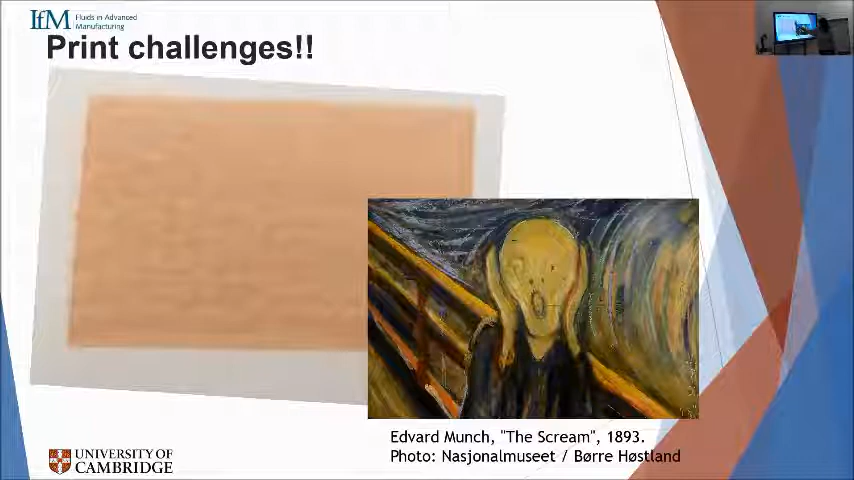 IfM Fluids in Advanced
Manufacturing
Print challenges!!
Edvard Munch, "The Scream", 1893.
Photo: Nasjonalmuseet / Børre Høstland
UNIVERSITY OF
CAMBRIDGE